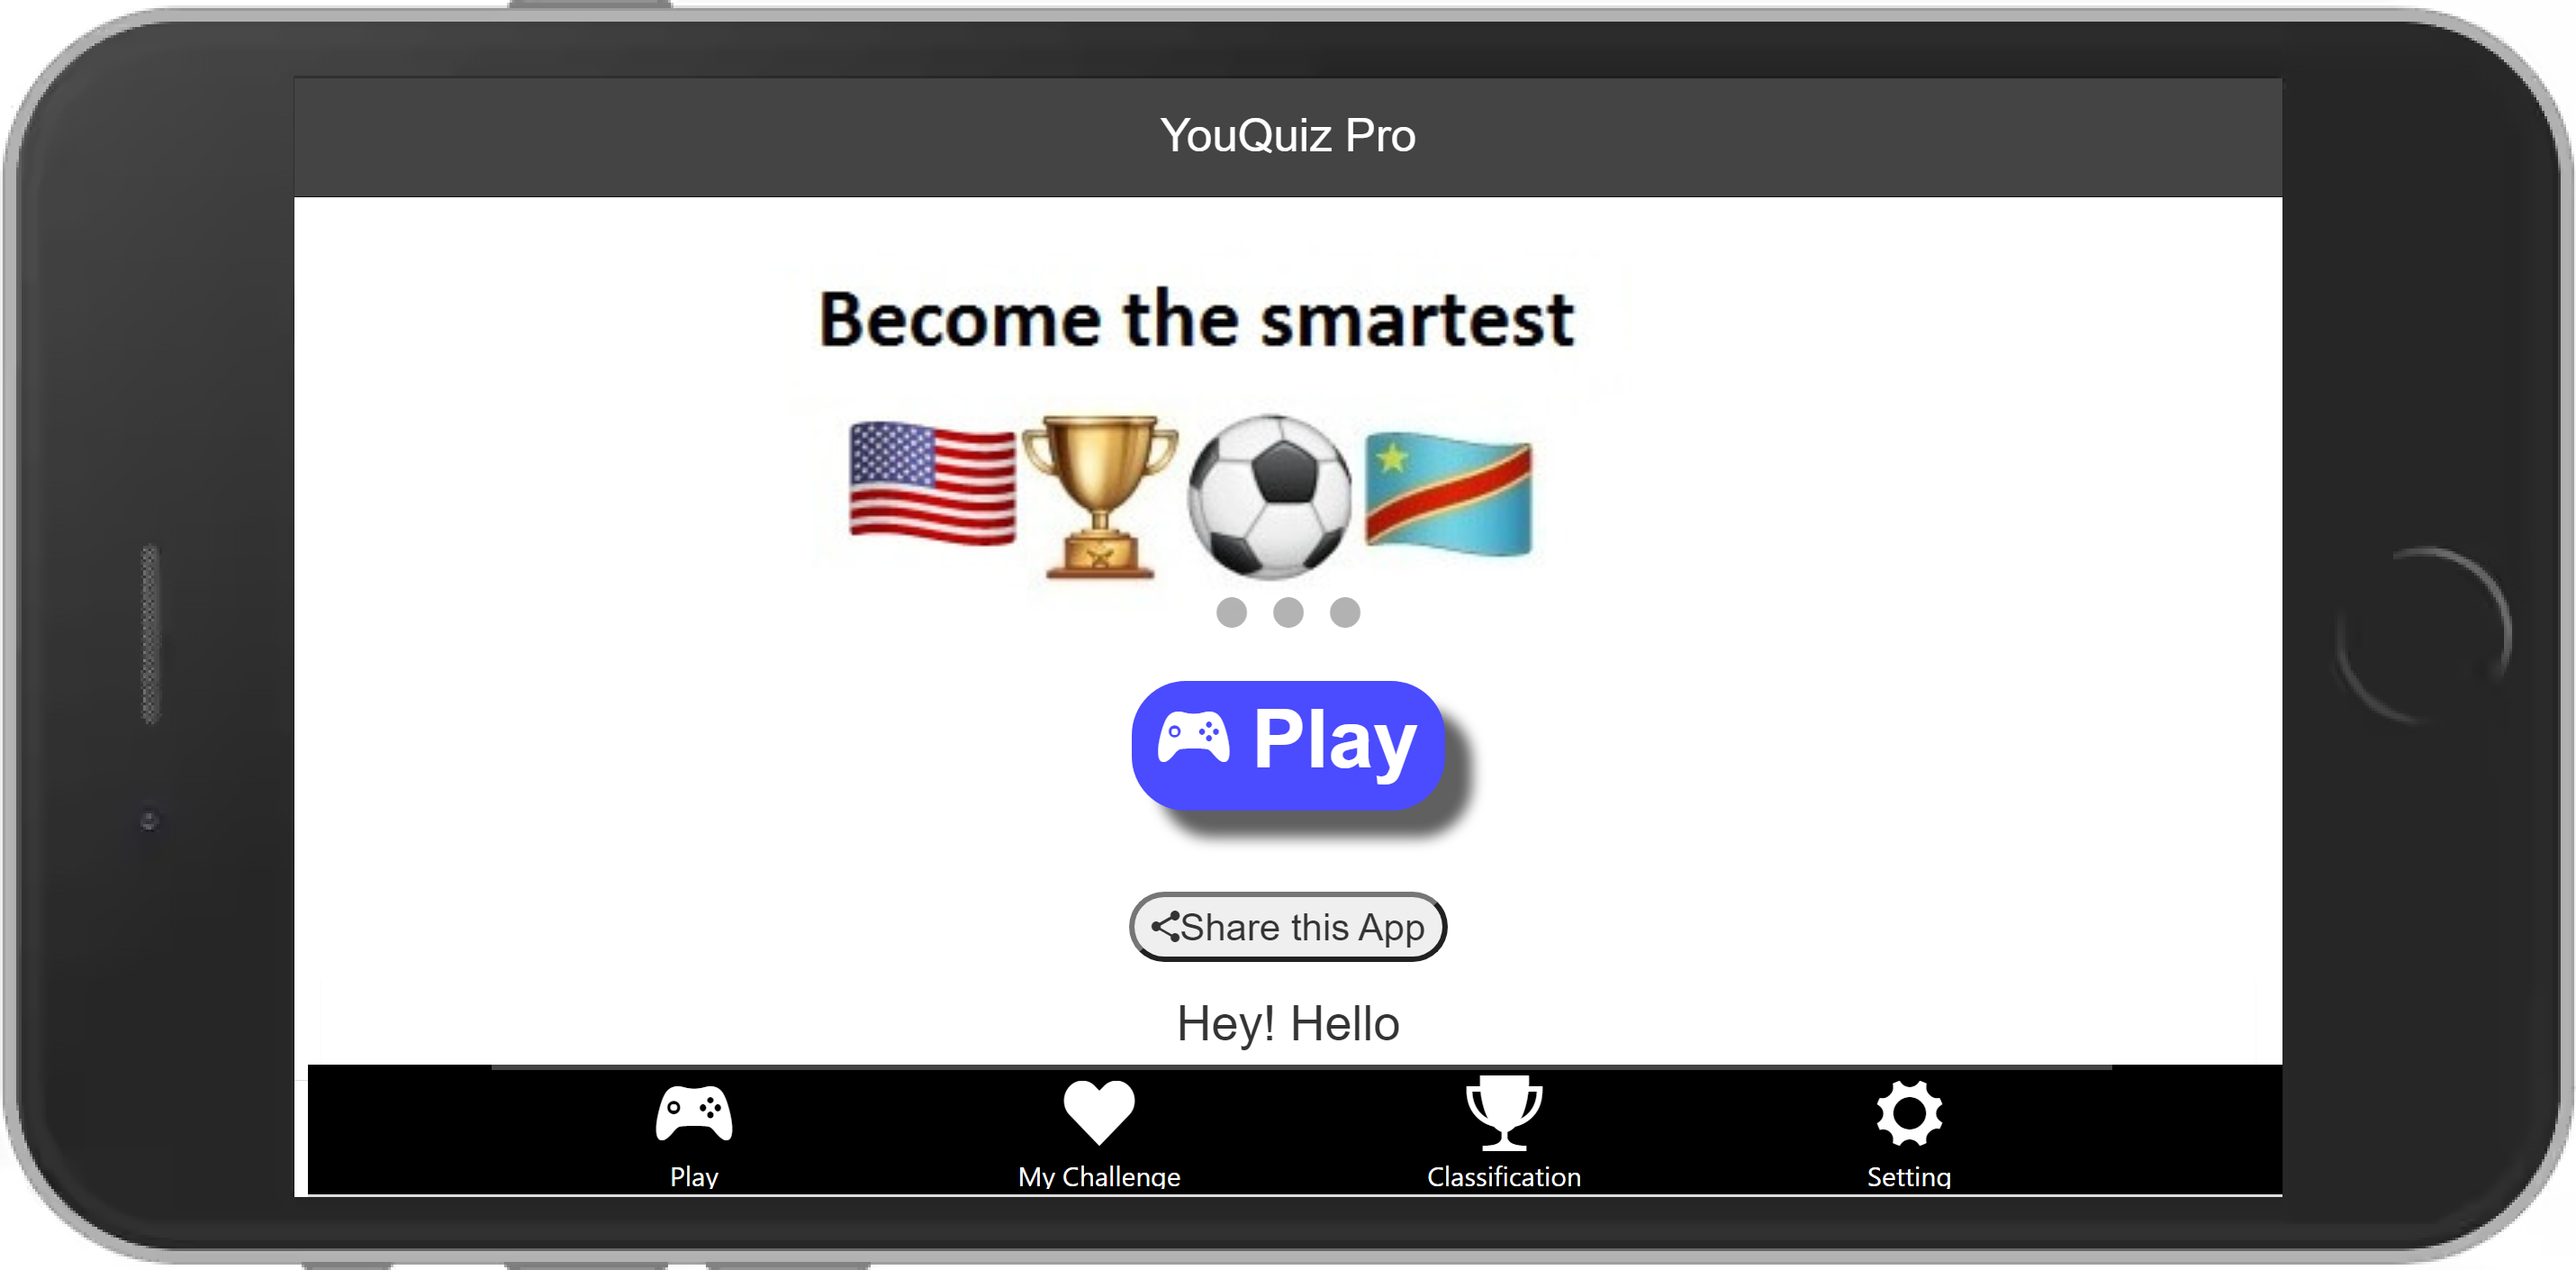 YouQuiz Pro
Become the smartest
Play
Share this App
Hey! Hello
Play
My Challenge
Classification
Setting